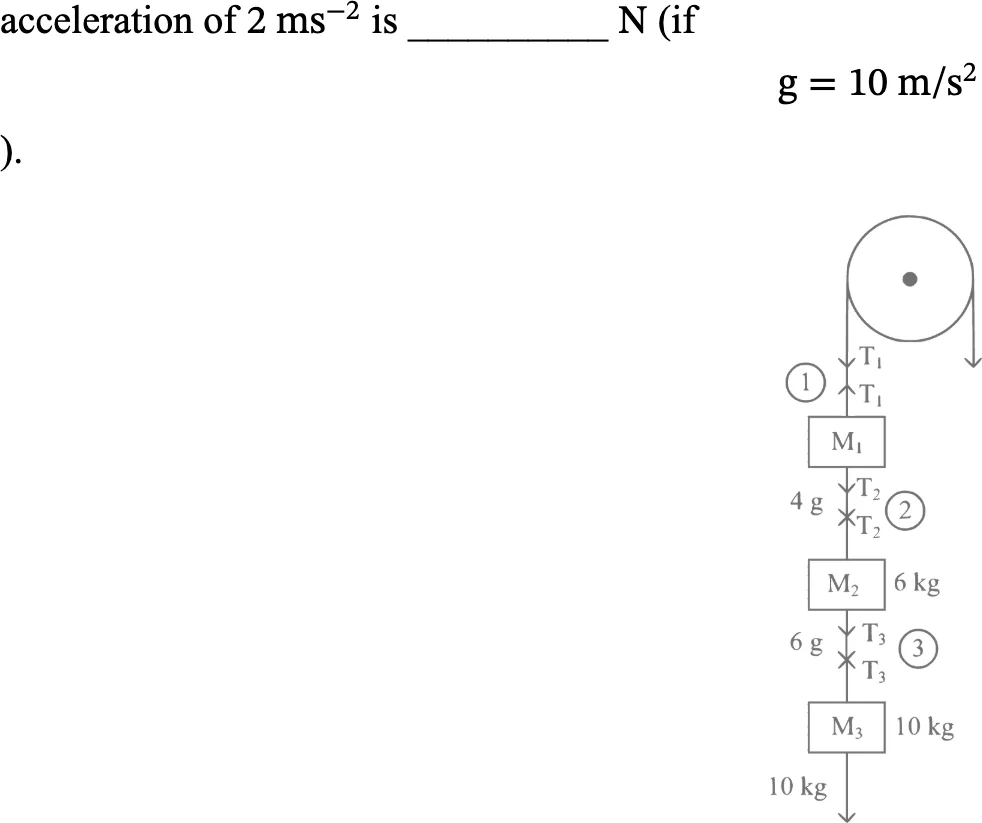 acceleration of 2 ms⁻² is __________ N (if
g = 10 m/s²
).
T₁
1
T₁
M₁
T₂
4 g
2
T₂
M₂ 6 kg
T₃
6 g
3
T₃
M₃ 10 kg
10 kg